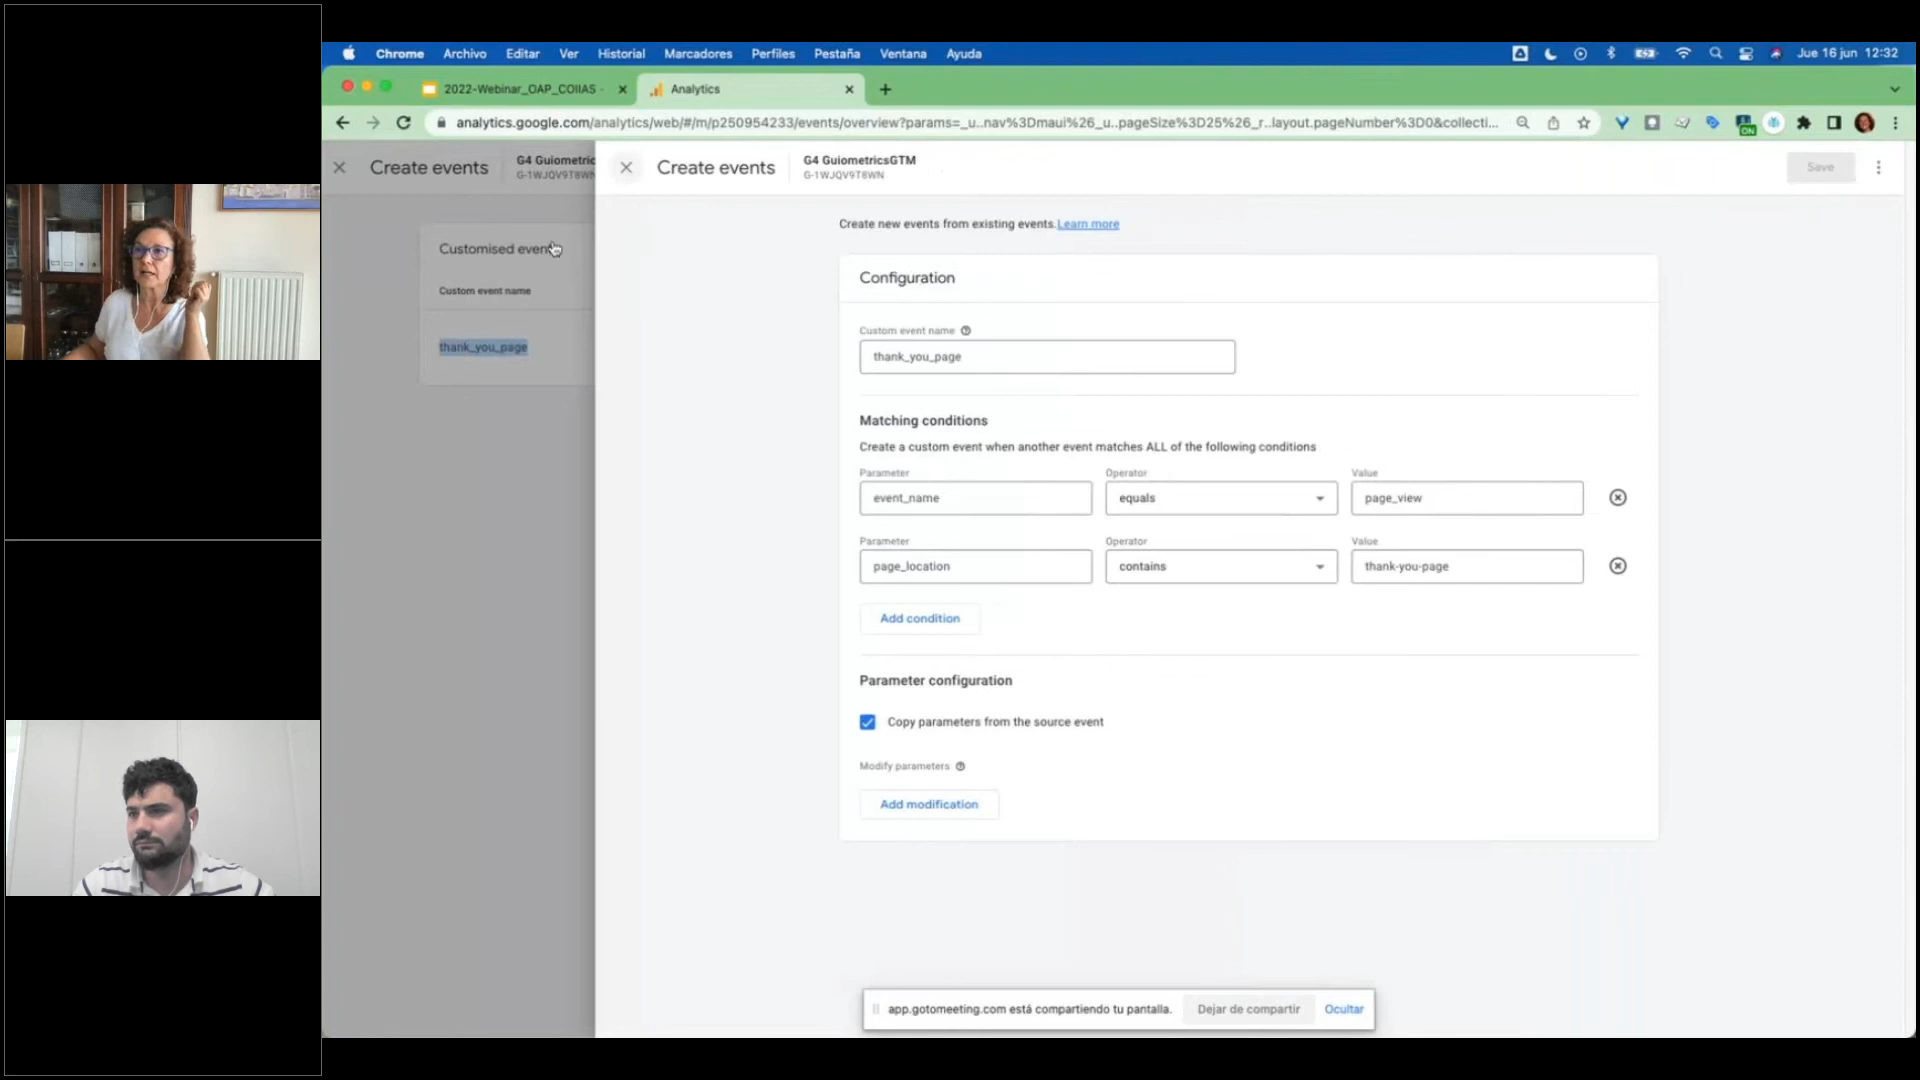 Chrome Archivo Editar Ver Historial Marcadores Perfiles Pestaña Ventana Ayuda Jue 16 jun 12:32
2022-Webinar_OAP_COIIAS - Analytics
analytics.google.com/analytics/web/#/m/p250954233/events/overview?params=_u..nav%3Dmaui%26_u..pageSize%3D25%26_r..layout.pageNumber%3D0&collecti...
ON
Create events G4 Guiometric
G-1WJQV9T8WN
Create events G4 GuiometricsGTM
G-1WJQV9T8WN
Save
Customised event
Custom event name
thank_you_page
Create new events from existing events. Learn more
Configuration
Custom event name
thank_you_page
Matching conditions
Create a custom event when another event matches ALL of the following conditions
Parameter Operator Value
event_name equals page_view
Parameter Operator Value
page_location contains thank-you-page
Add condition
Parameter configuration
Copy parameters from the source event
Modify parameters
Add modification
app.gotomeeting.com está compartiendo tu pantalla. Dejar de compartir Ocultar